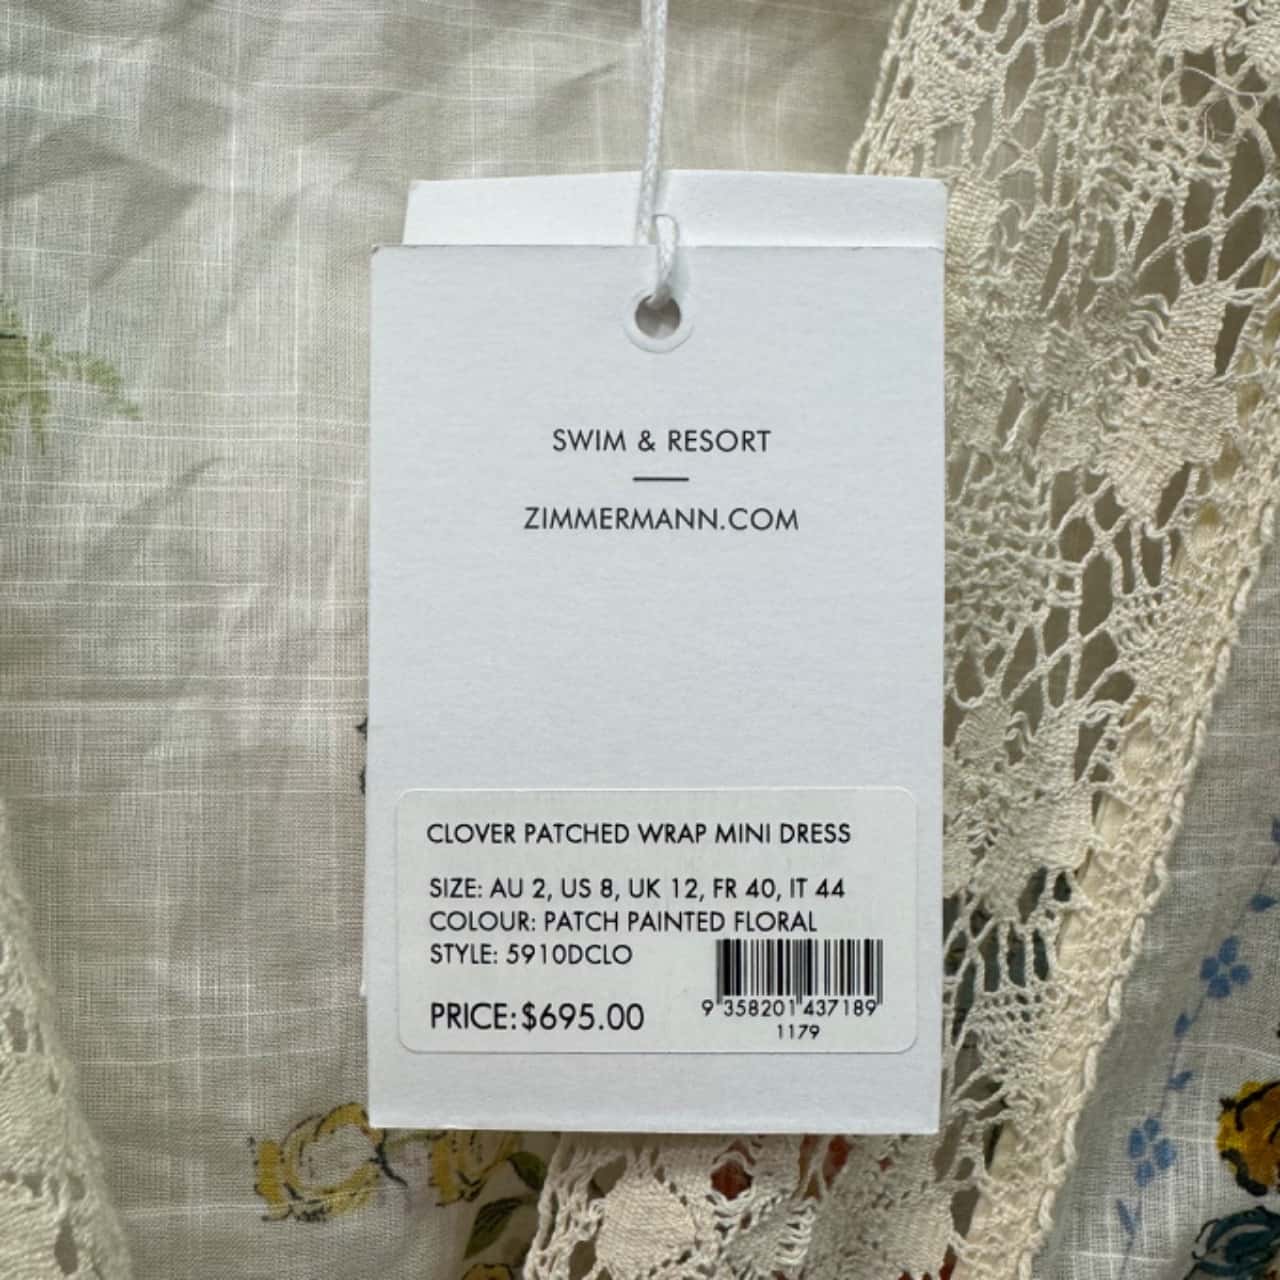 SWIM & RESORT
ZIMMERMANN.COM
CLOVER PATCHED WRAP MINI DRESS
SIZE: AU 2, US 8, UK 12, FR 40, IT 44
COLOUR: PATCH PAINTED FLORAL
STYLE: 5910DCLO
PRICE:$695.00
9 358201 437189
1179